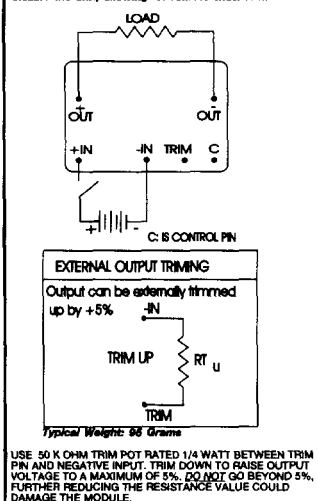 LOAD
+ -
OUT OUT
+IN -IN TRIM C
+ -
C: IS CONTROL PIN
EXTERNAL OUTPUT TRIMING
Output can be externally trimmed
up by +5% -IN
TRIM UP RT u
TRIM
Typical Weight: 95 Grams
USE 50 K OHM TRIM POT RATED 1/4 WATT BETWEEN TRIM
PIN AND NEGATIVE INPUT. TRIM DOWN TO RAISE OUTPUT
VOLTAGE TO A MAXIMUM OF 5%. DO NOT GO BEYOND 5%,
FURTHER REDUCING THE RESISTANCE VALUE COULD
DAMAGE THE MODULE.